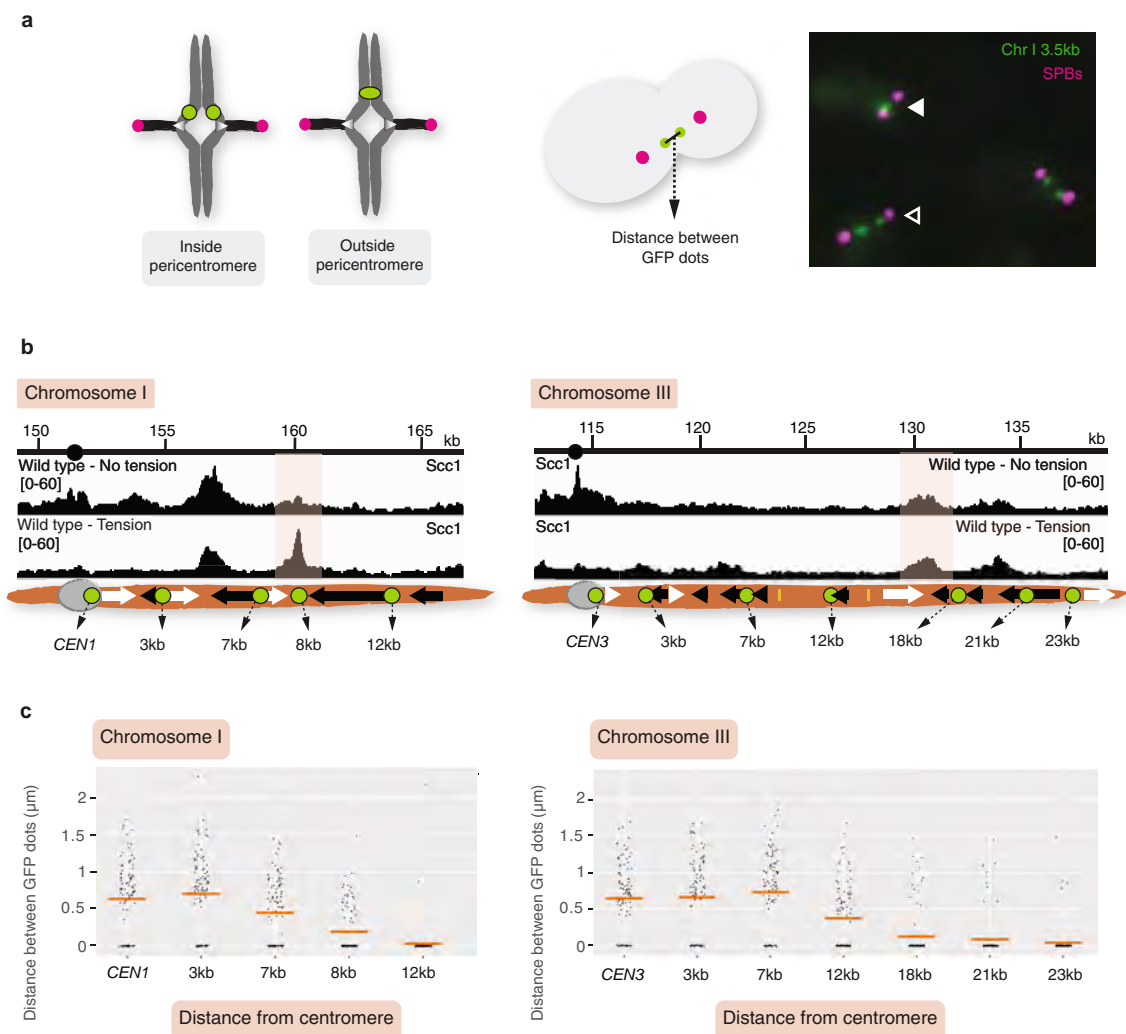 a
Inside
pericentromere
Outside
pericentromere
Distance between
GFP dots
Chr I 3.5kb
SPBs
b
Chromosome I
150 155 160 165
kb
Wild type - No tension
[0-60]
Scc1
Wild type - Tension
[0-60]
Scc1
CEN1 3kb 7kb 8kb 12kb
Chromosome III
115 120 125 130 135
kb
Scc1
Wild type - No tension
[0-60]
Scc1
Wild type - Tension
[0-60]
CEN3 3kb 7kb 12kb 18kb 21kb 23kb
c
Chromosome I
Distance between GFP dots (μm)
2
1.5
1
0.5
0
CEN1 3kb 7kb 8kb 12kb
Distance from centromere
Chromosome III
Distance between GFP dots (μm)
2
1.5
1
0.5
0
CEN3 3kb 7kb 12kb 18kb 21kb 23kb
Distance from centromere